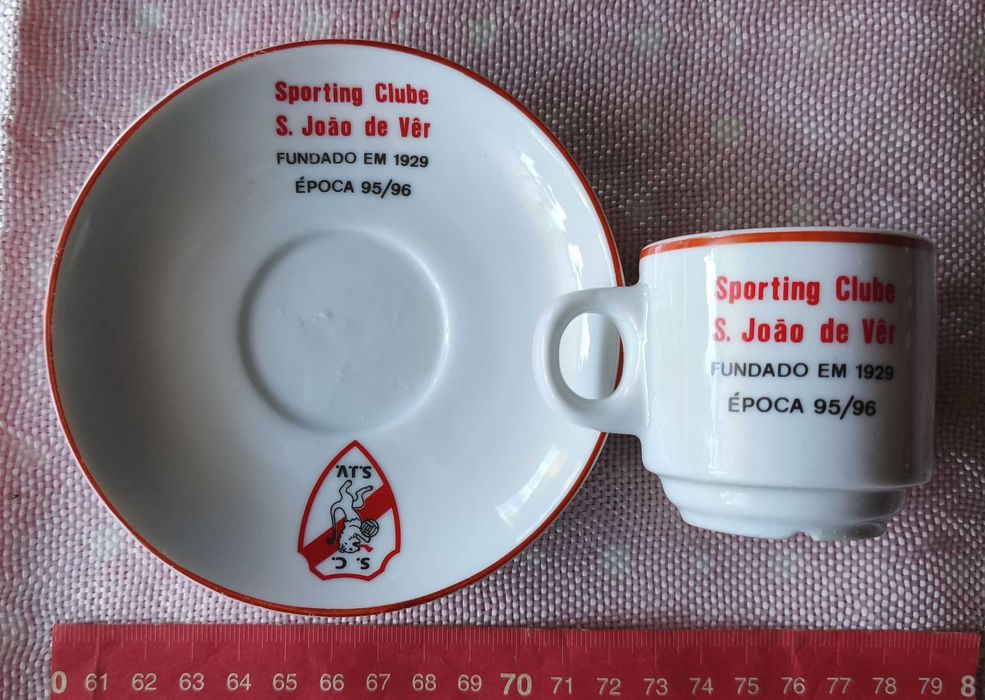 Sporting Clube
S. João de Vêr
FUNDADO EM 1929
ÉPOCA 95/96
S. C.
S.J.V.
Sporting Clube
S. João de Vêr
FUNDADO EM 1929
ÉPOCA 95/96
0 61 62 63 64 65 66 67 68 69 70 71 72 73 74 75 76 77 78 79 8